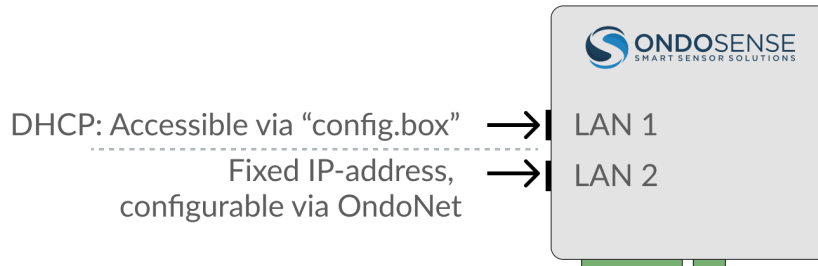 ONDOSENSE
SMART SENSOR SOLUTIONS
DHCP: Accessible via “config.box”
LAN 1
Fixed IP-address,
configurable via OndoNet
LAN 2